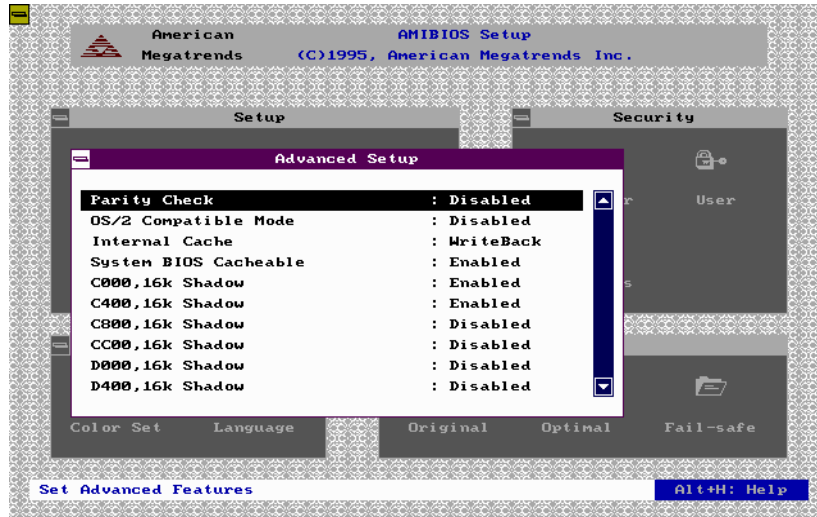 American
Megatrends
AMIBIOS Setup
(C)1995, American Megatrends Inc.
Setup
Security
Advanced Setup
Parity Check : Disabled
OS/2 Compatible Mode : Disabled
Internal Cache : WriteBack
System BIOS Cacheable : Enabled
C000,16k Shadow : Enabled
C400,16k Shadow : Enabled
C800,16k Shadow : Disabled
CC00,16k Shadow : Disabled
D000,16k Shadow : Disabled
D400,16k Shadow : Disabled
User
Color Set Language
Original Optimal Fail-safe
Set Advanced Features
Alt+H: Help